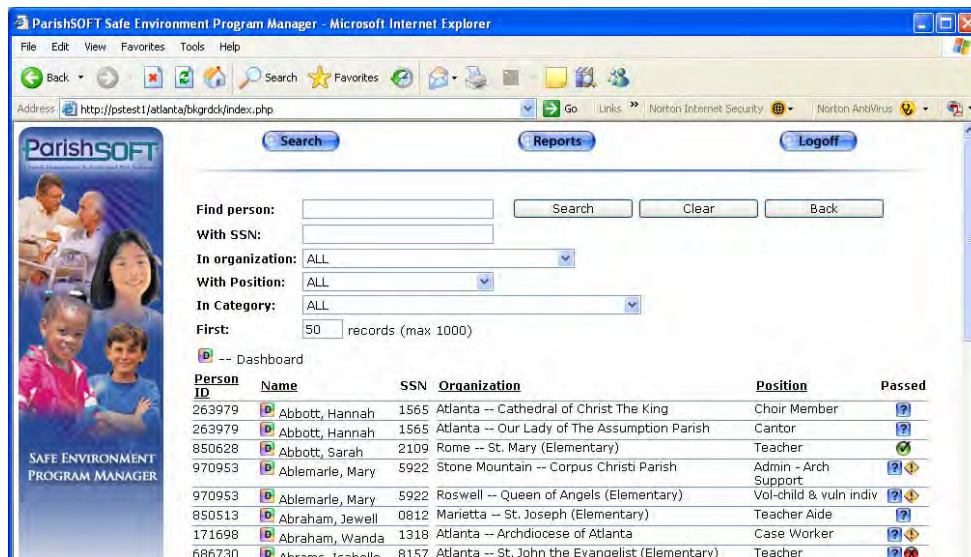 ParishSOFT Safe Environment Program Manager - Microsoft Internet Explorer
File Edit View Favorites Tools Help
Back Search Favorites
Address http://pstest1/atlanta/bkgrdck/index.php Go Links » Norton Internet Security Norton AntiVirus
ParishSOFT
Search Reports Logoff
Find person: Search Clear Back
With SSN:
In organization: ALL
With Position: ALL
In Category: ALL
First: 50 records (max 1000)
D -- Dashboard
Person ID Name SSN Organization Position Passed
263979 D Abbott, Hannah 1565 Atlanta -- Cathedral of Christ The King Choir Member ?
263979 D Abbott, Hannah 1565 Atlanta -- Our Lady of The Assumption Parish Cantor ?
850628 D Abbott, Sarah 2109 Rome -- St. Mary (Elementary) Teacher
970953 D Ablemarle, Mary 5922 Stone Mountain -- Corpus Christi Parish Admin - Arch Support ? !
970953 D Ablemarle, Mary 5922 Roswell -- Queen of Angels (Elementary) Vol-child & vuln indiv ? !
850513 D Abraham, Jewell 0812 Marietta -- St. Joseph (Elementary) Teacher Aide ?
171698 D Abraham, Wanda 1318 Atlanta -- Archdiocese of Atlanta Case Worker ? !
686730 D Abrams, Isabelle 8157 Atlanta -- St. John the Evangelist (Elementary) Teacher ?
SAFE ENVIRONMENT
PROGRAM MANAGER